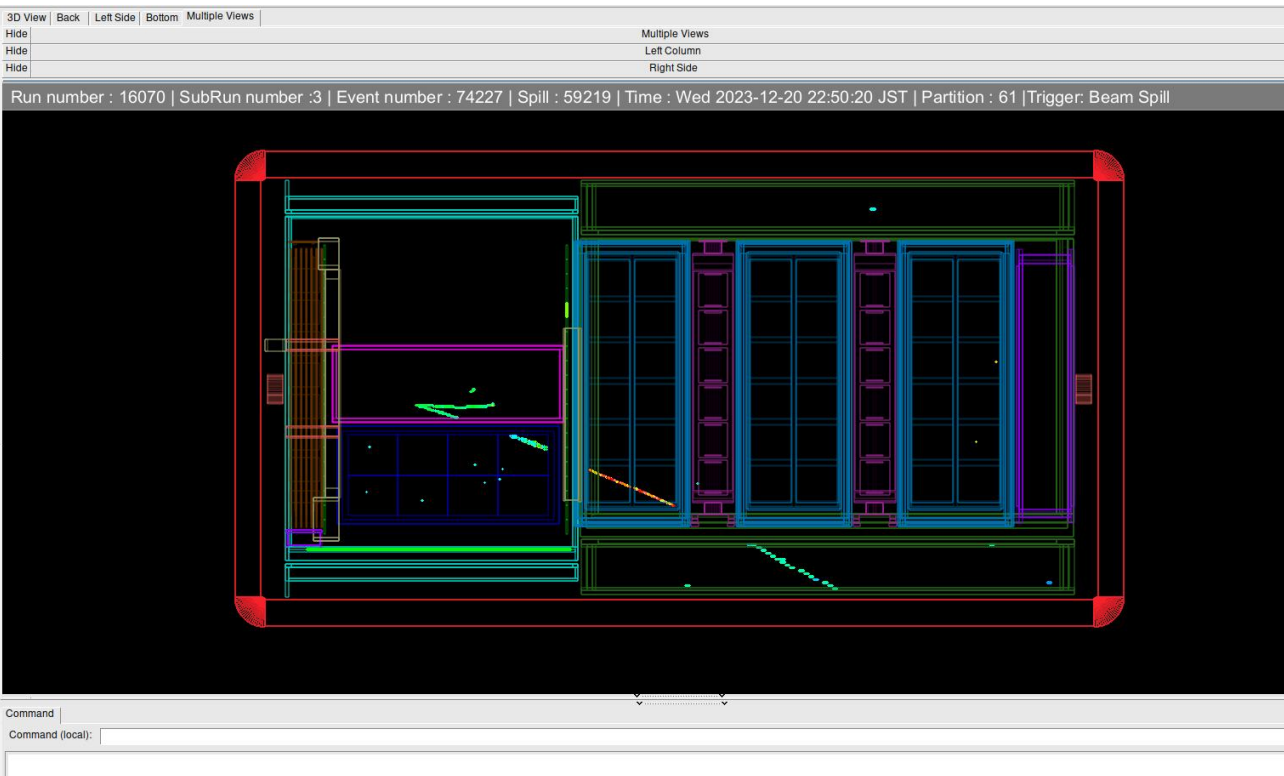 3D View Back Left Side Bottom Multiple Views
Hide Multiple Views
Hide Left Column
Hide Right Side
Run number : 16070 | SubRun number :3 | Event number : 74227 | Spill : 59219 | Time : Wed 2023-12-20 22:50:20 JST | Partition : 61 |Trigger: Beam Spill
Command
Command (local):